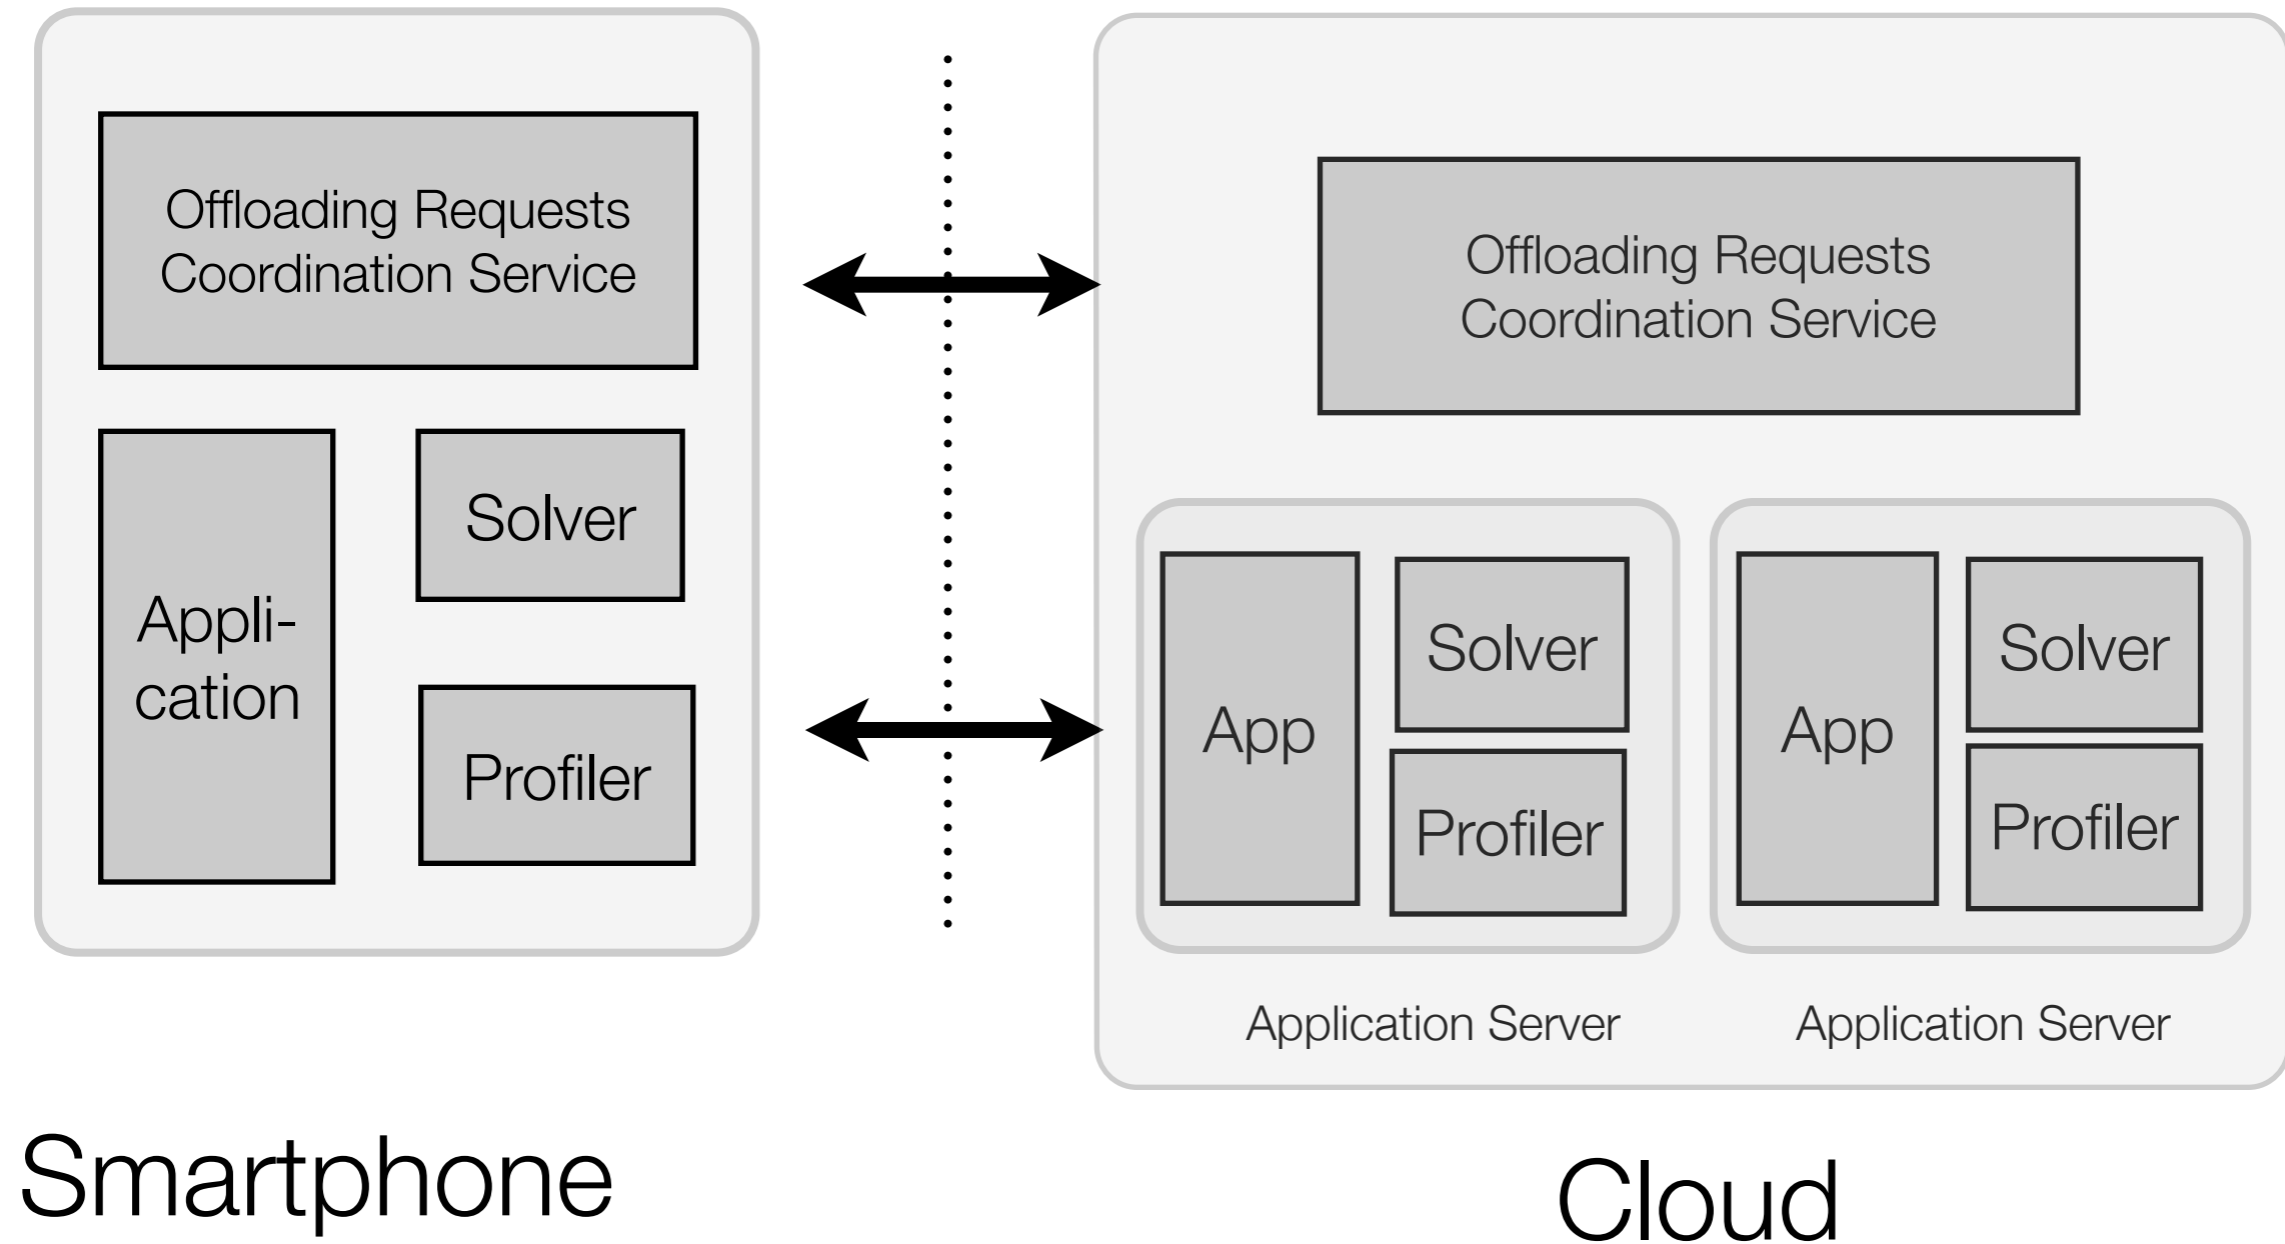 Offloading Requests
Coordination Service
Appli-
cation
Solver
Profiler
Smartphone
Offloading Requests
Coordination Service
App
Solver
Profiler
Application Server
App
Solver
Profiler
Application Server
Cloud